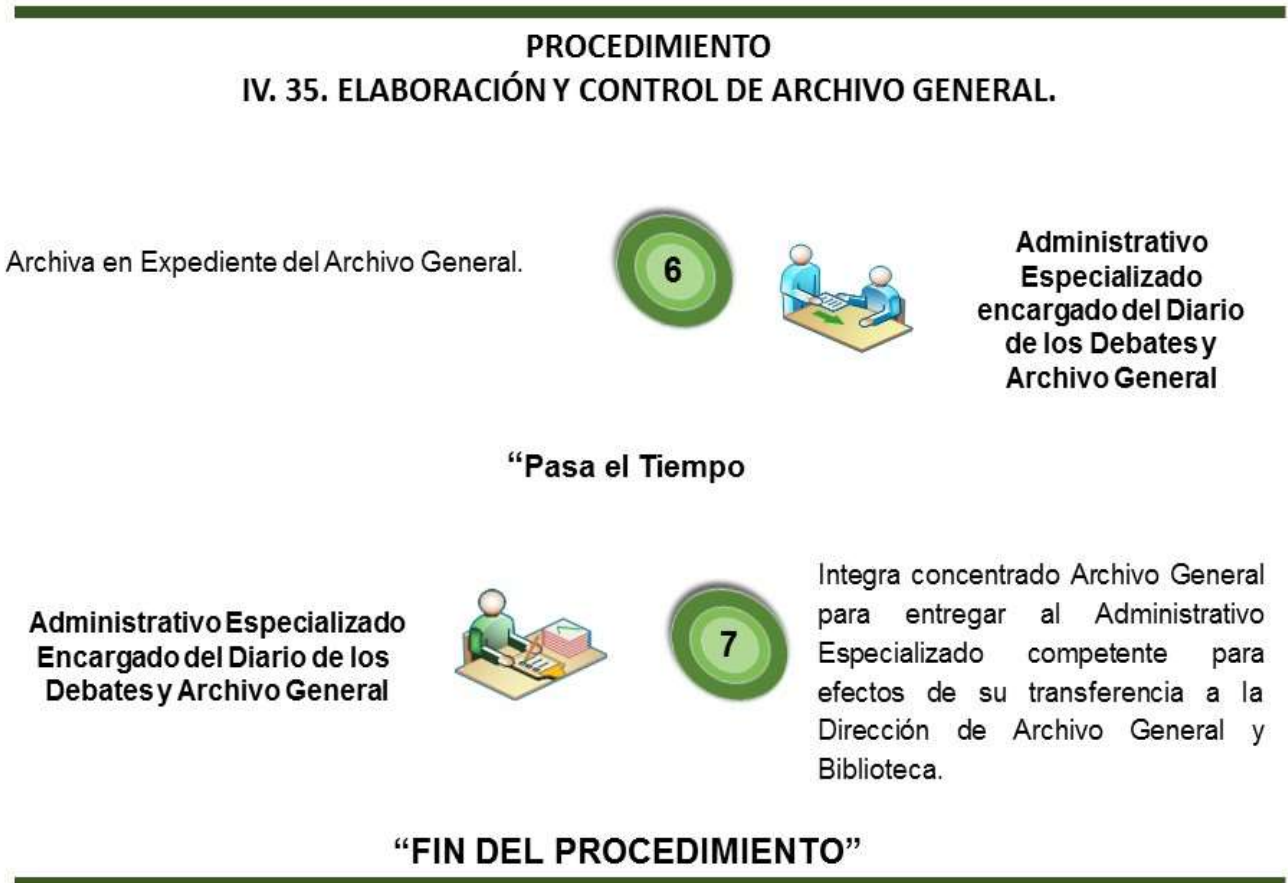 PROCEDIMIENTO
IV. 35. ELABORACIÓN Y CONTROL DE ARCHIVO GENERAL.
Archiva en Expediente del Archivo General.
6
Administrativo
Especializado
encargado del Diario
de los Debates y
Archivo General
“Pasa el Tiempo
Administrativo Especializado
Encargado del Diario de los
Debates y Archivo General
7
Integra concentrado Archivo General
para entregar al Administrativo
Especializado competente para
efectos de su transferencia a la
Dirección de Archivo General y
Biblioteca.
“FIN DEL PROCEDIMIENTO”